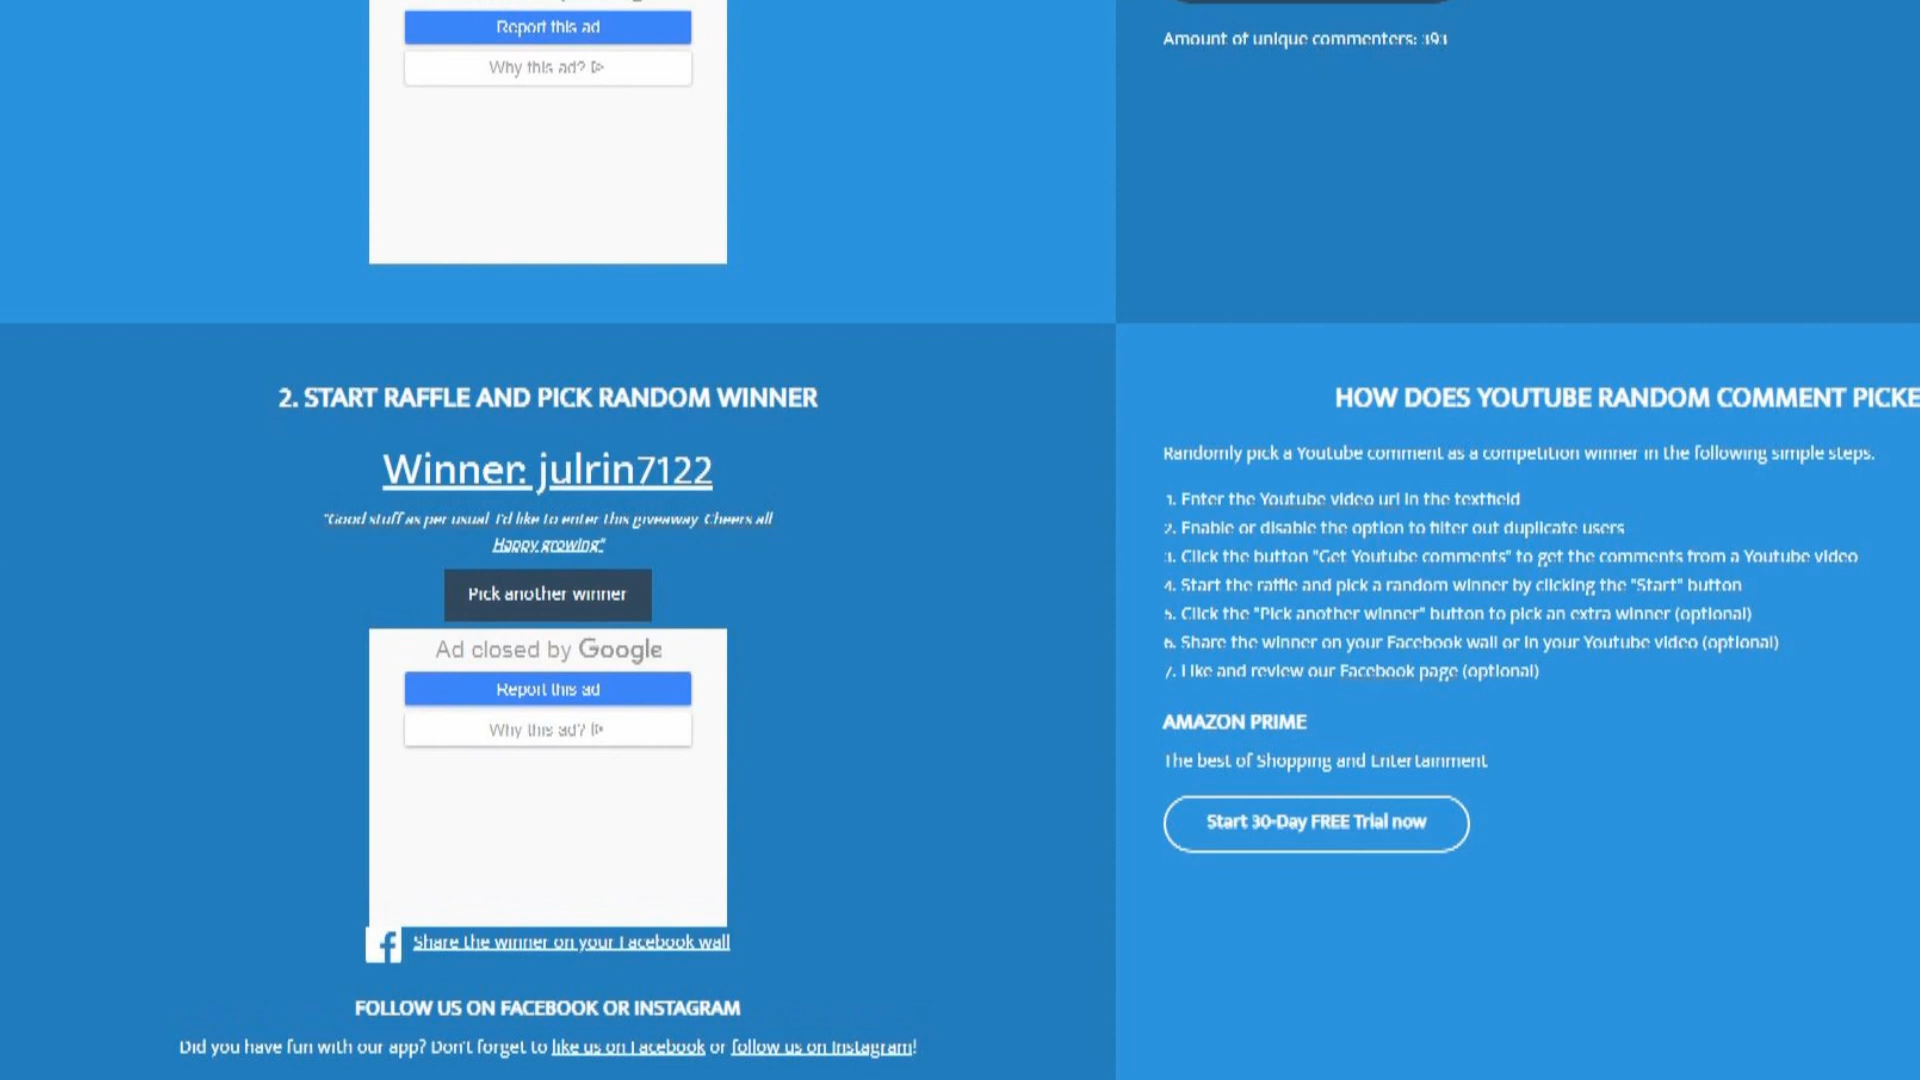 Report this ad
Why this ad?
Amount of unique commenters: 393
2. START RAFFLE AND PICK RANDOM WINNER
Winner: julrin7122
"Good stuff as per usual I'd like to enter this giveaway Cheers all
Happy growing"
Pick another winner
Ad closed by Google
Report this ad
Why this ad?
Share the winner on your Facebook wall
FOLLOW US ON FACEBOOK OR INSTAGRAM
Did you have fun with our app? Don't forget to like us on Facebook or follow us on Instagram!
HOW DOES YOUTUBE RANDOM COMMENT PICKE
Randomly pick a Youtube comment as a competition winner in the following simple steps.
1. Enter the Youtube video url in the textfield
2. Enable or disable the option to filter out duplicate users
3. Click the button "Get Youtube comments" to get the comments from a Youtube video
4. Start the raffle and pick a random winner by clicking the "Start" button
5. Click the "Pick another winner" button to pick an extra winner (optional)
6. Share the winner on your Facebook wall or in your Youtube video (optional)
7. Like and review our Facebook page (optional)
AMAZON PRIME
The best of Shopping and Entertainment
Start 30-Day FREE Trial now